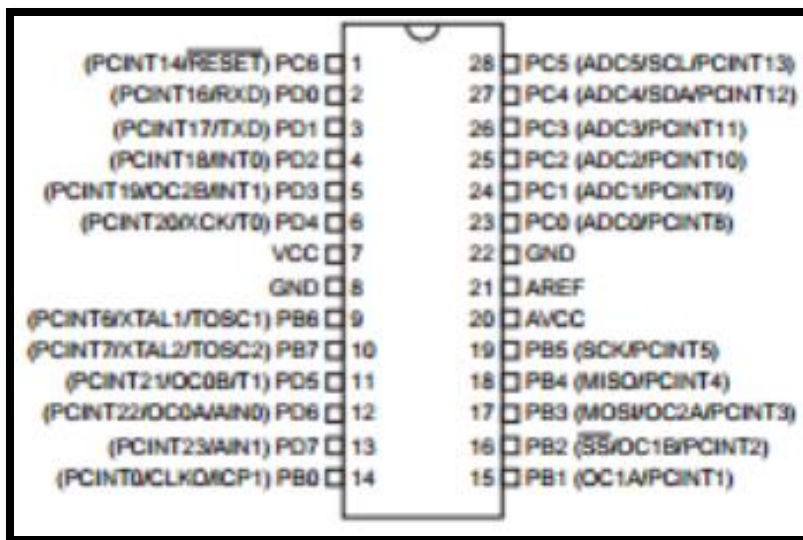 (PCINT14/RESET) PC6 1 28 PC5 (ADC5/SCL/PCINT13)
(PCINT16/RXD) PD0 2 27 PC4 (ADC4/SDA/PCINT12)
(PCINT17/TXD) PD1 3 26 PC3 (ADC3/PCINT11)
(PCINT18/INT0) PD2 4 25 PC2 (ADC2/PCINT10)
(PCINT19/OC2B/INT1) PD3 5 24 PC1 (ADC1/PCINT9)
(PCINT20/XCK/T0) PD4 6 23 PC0 (ADC0/PCINT8)
VCC 7 22 GND
GND 8 21 AREF
(PCINT6/XTAL1/TOSC1) PB6 9 20 AVCC
(PCINT7/XTAL2/TOSC2) PB7 10 19 PB5 (SCK/PCINT5)
(PCINT21/OC0B/T1) PD5 11 18 PB4 (MISO/PCINT4)
(PCINT22/OC0A/AIN0) PD6 12 17 PB3 (MOSI/OC2A/PCINT3)
(PCINT23/AIN1) PD7 13 16 PB2 (SS/OC1B/PCINT2)
(PCINT0/CLKO/ICP1) PB0 14 15 PB1 (OC1A/PCINT1)